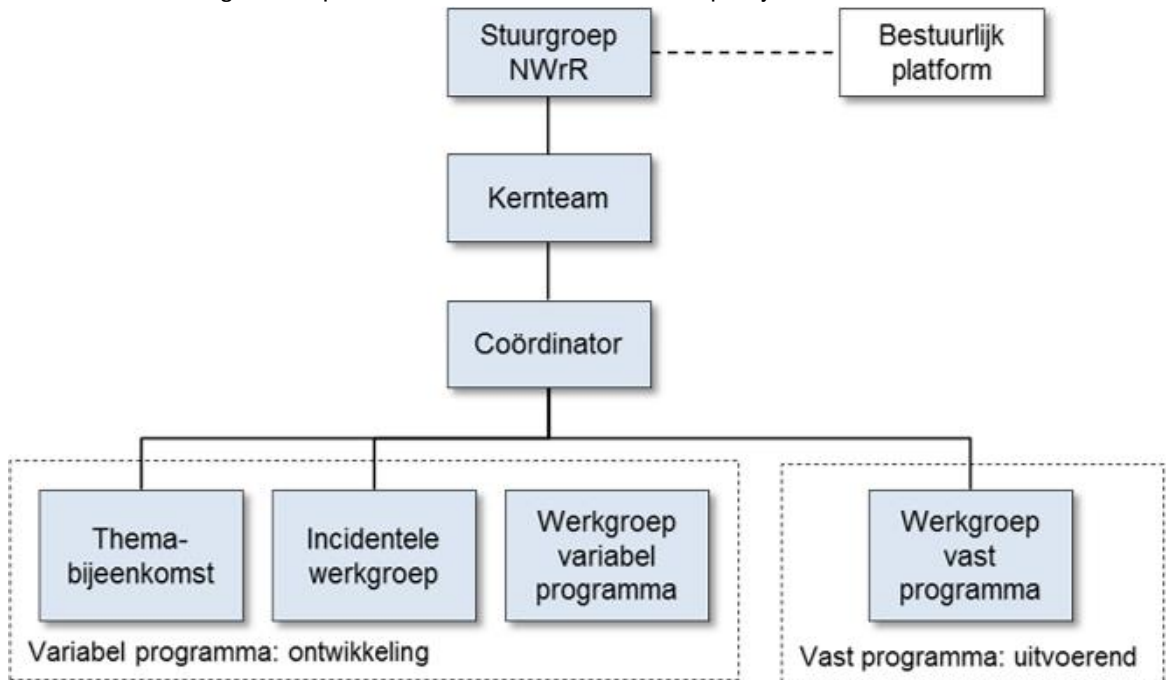 Stuurgroep
NWrR
Bestuurlijk
platform
Kernteam
Coördinator
Thema-
bijeenkomst
Incidentele
werkgroep
Werkgroep
variabel
programma
Werkgroep
vast
programma
Variabel programma: ontwikkeling
Vast programma: uitvoerend